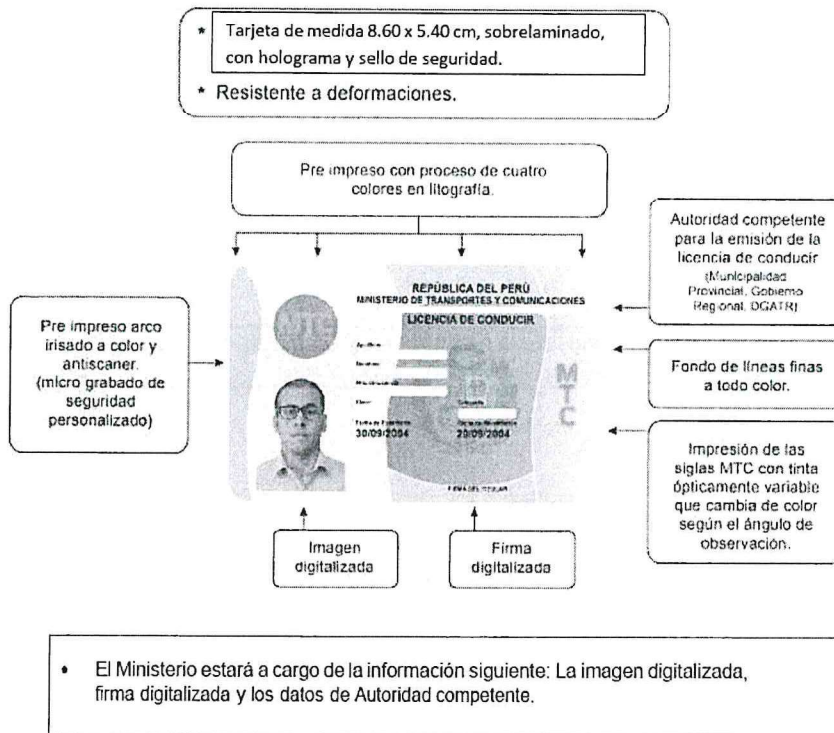 * Tarjeta de medida 8.60 x 5.40 cm, sobrelaminado,
con holograma y sello de seguridad.
* Resistente a deformaciones.
Pre impreso con proceso de cuatro
colores en litografía.
Autoridad competente
para la emisión de la
licencia de conducir
(Municipalidad
Provincial, Gobierno
Regional, DGATR)
REPÚBLICA DEL PERÚ
MINISTERIO DE TRANSPORTES Y COMUNICACIONES
LICENCIA DE CONDUCIR
MTC
Pre impreso arco
irisado a color y
antiscaner.
(micro grabado de
seguridad
personalizado)
Fondo de líneas finas
a todo color.
M
T
C
30/09/2004
29/09/2004
FIRMA DEL TITULAR
Impresión de las
siglas MTC con tinta
ópticamente variable
que cambia de color
según el ángulo de
observación.
Imagen
digitalizada
Firma
digitalizada
• El Ministerio estará a cargo de la información siguiente: La imagen digitalizada,
firma digitalizada y los datos de Autoridad competente.